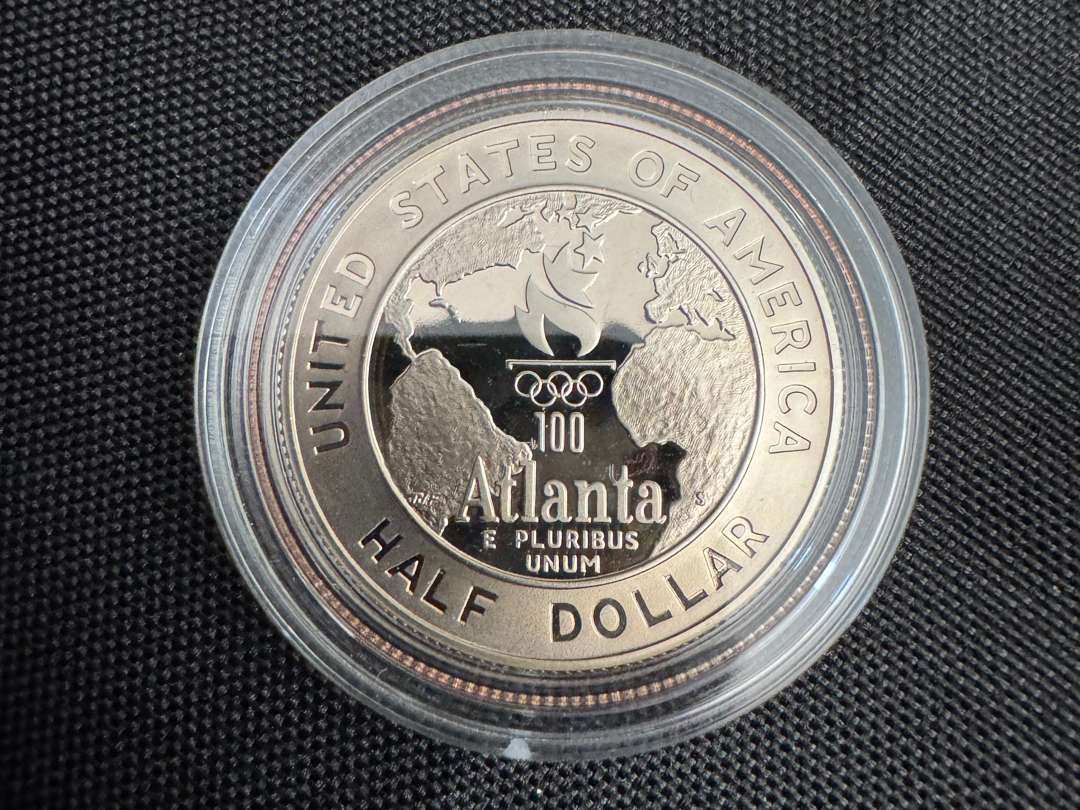 UNITED STATES OF AMERICA
100
Atlanta
E PLURIBUS
UNUM
S
HALF DOLLAR